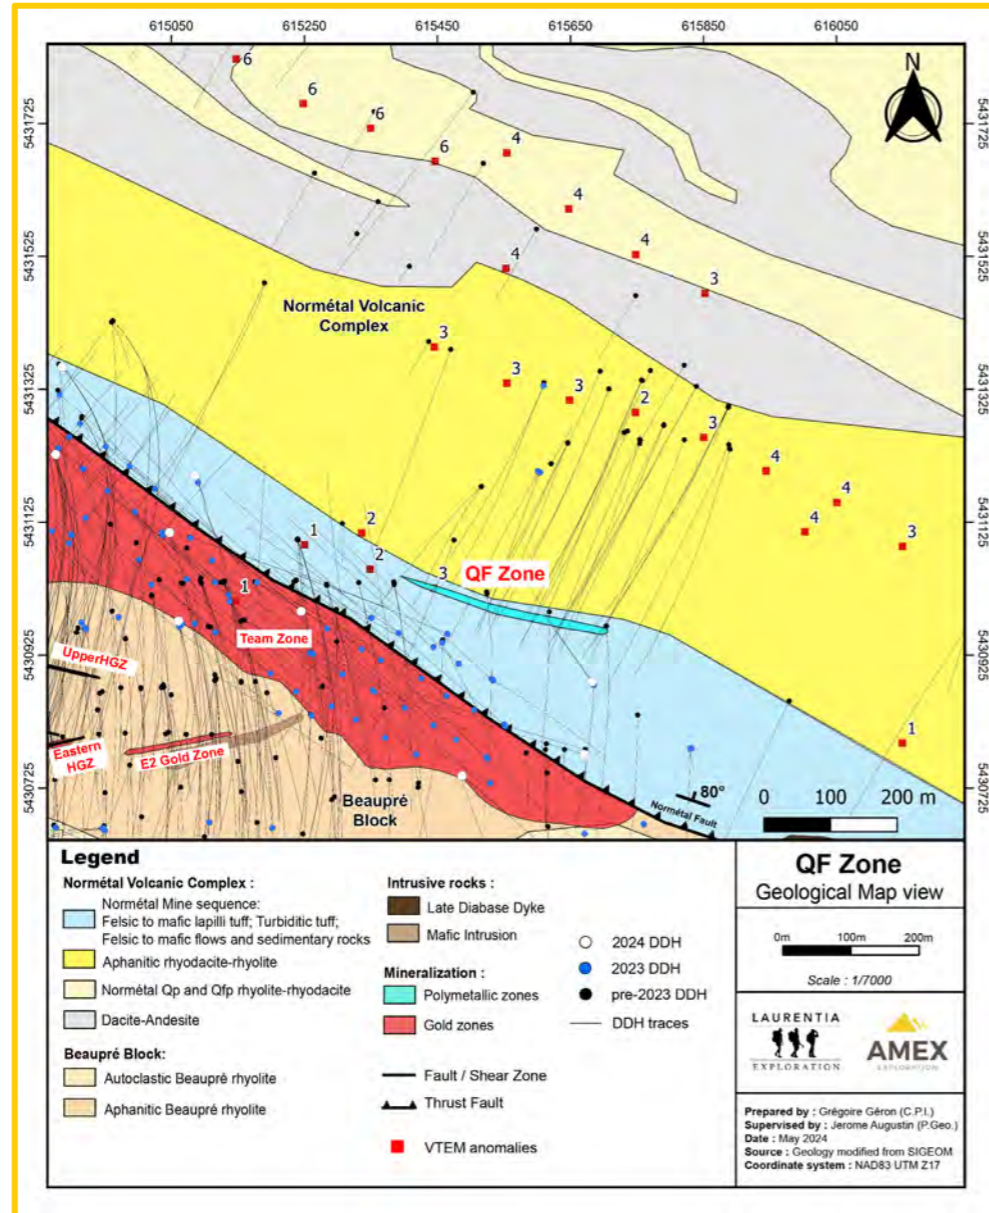 615050 615250 615450 615650 615850 616050
N
6
6
5431725
6
4
5431725
6
4
4
5431525
4
3
5431525
Normétal Volcanic
Complex
3
3
3
5431325
2
5431325
3
4
4
5431125
2
4
5431125
1
3
2
3
QF Zone
1
Team Zone
5430925
UpperHGZ
5430925
Eastern
HGZ
E2 Gold Zone
1
5430725
Beaupré
Block
80°
0 100 200 m
5430725
Normétal Fault
Legend
Normétal Volcanic Complex :
Normétal Mine sequence:
Felsic to mafic lapilli tuff; Turbiditic tuff;
Felsic to mafic flows and sedimentary rocks
Aphanitic rhyodacite-rhyolite
Normétal Qp and Qfp rhyolite-rhyodacite
Dacite-Andesite
Beaupré Block:
Autoclastic Beaupré rhyolite
Aphanitic Beaupré rhyolite
Intrusive rocks :
Late Diabase Dyke
Mafic Intrusion
Mineralization :
Polymetallic zones
Gold zones
Fault / Shear Zone
Thrust Fault
VTEM anomalies
2024 DDH
2023 DDH
pre-2023 DDH
DDH traces
QF Zone
Geological Map view
0m 100m 200m
Scale : 1/7000
LAURENTIA
EXPLORATION
AMEX
EXPLORATION
Prepared by : Grégoire Géron (C.P.I.)
Supervised by : Jerome Augustin (P.Geo.)
Date : May 2024
Source : Geology modified from SIGEOM
Coordinate system : NAD83 UTM Z17